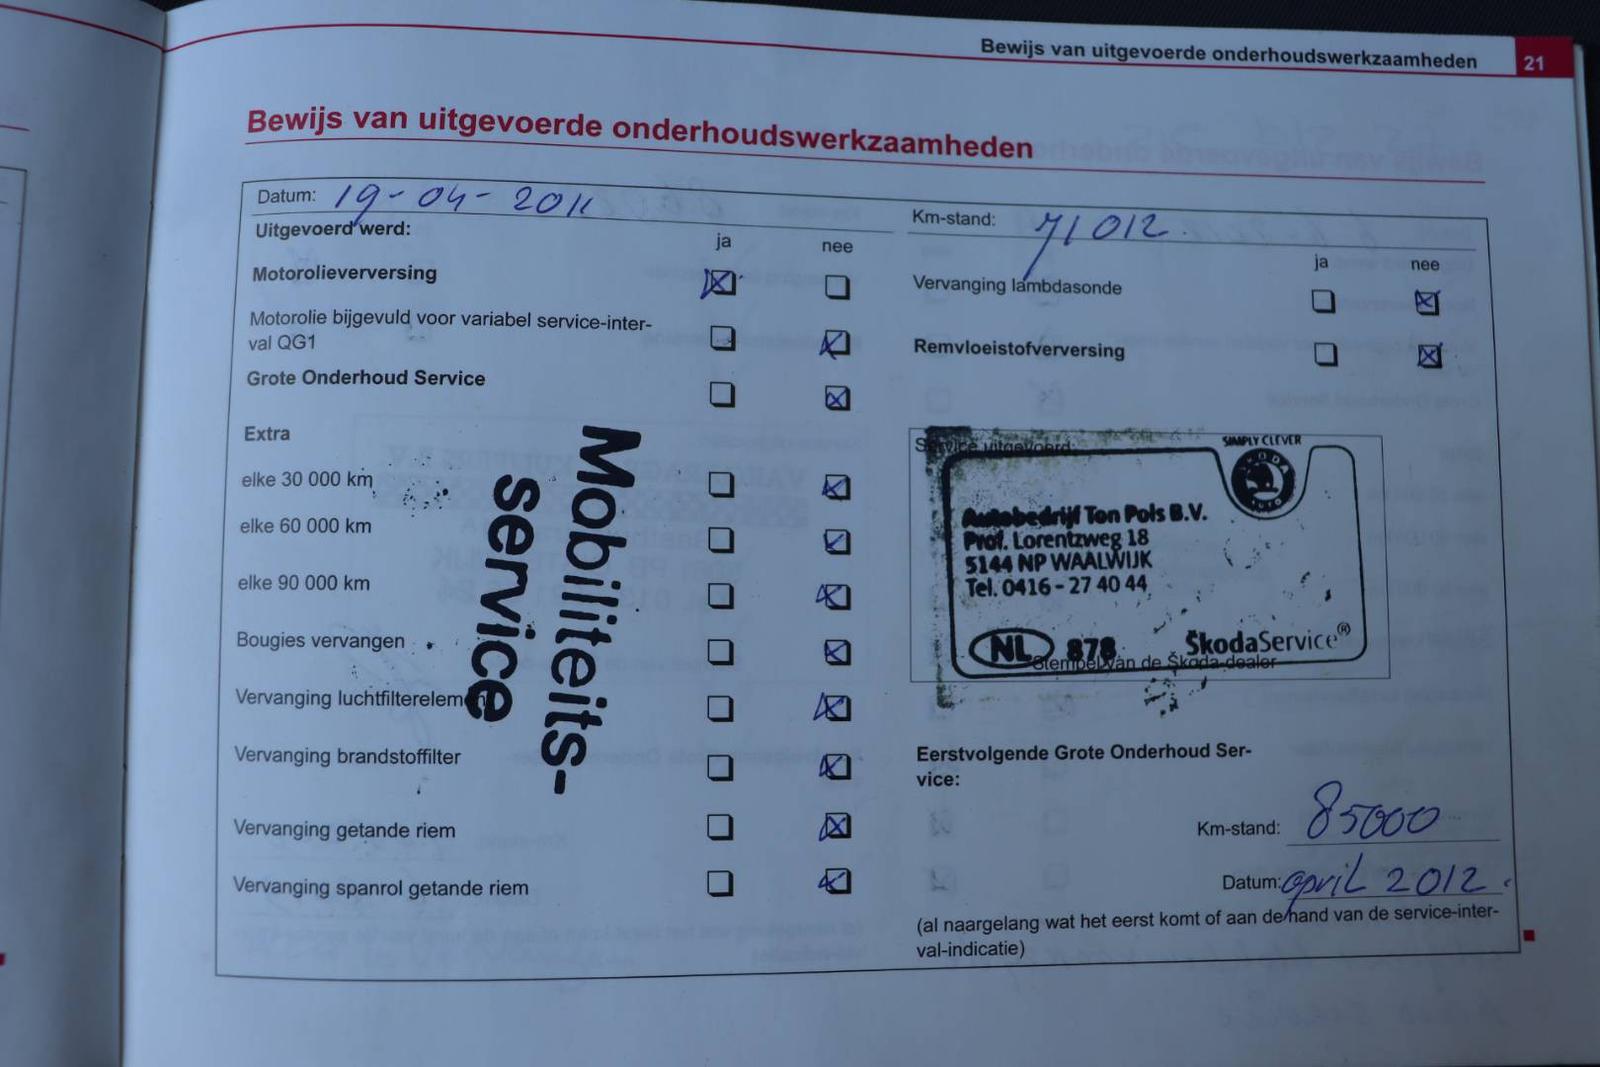 Bewijs van uitgevoerde onderhoudswerkzaamheden 21
Bewijs van uitgevoerde onderhoudswerkzaamheden
Datum: 19-04-2011
Uitgevoerd werd:
ja nee
Motorolieverversing
Motorolie bijgevuld voor variabel service-inter-
val QG1
Grote Onderhoud Service
Extra
elke 30 000 km
elke 60 000 km
elke 90 000 km
Bougies vervangen
Vervanging luchtfilterelement
Vervanging brandstoffilter
Vervanging getande riem
Vervanging spanrol getande riem
Mobiliteits-
service
Km-stand: 71012
ja nee
Vervanging lambdasonde
Remvloeistofverversing
Service uitgevoerd:
SIMPLY CLEVER
SKODA
AUTO
Autobedrijf Ton Pols B.V.
Prof. Lorentzweg 18
5144 NP WAALWIJK
Tel. 0416 - 27 40 44
NL 878 ŠkodaService®
Stempel van de Škoda-dealer
Eerstvolgende Grote Onderhoud Ser-
vice:
Km-stand: 85000
Datum: april 2012
(al naargelang wat het eerst komt of aan de hand van de service-inter-
val-indicatie)